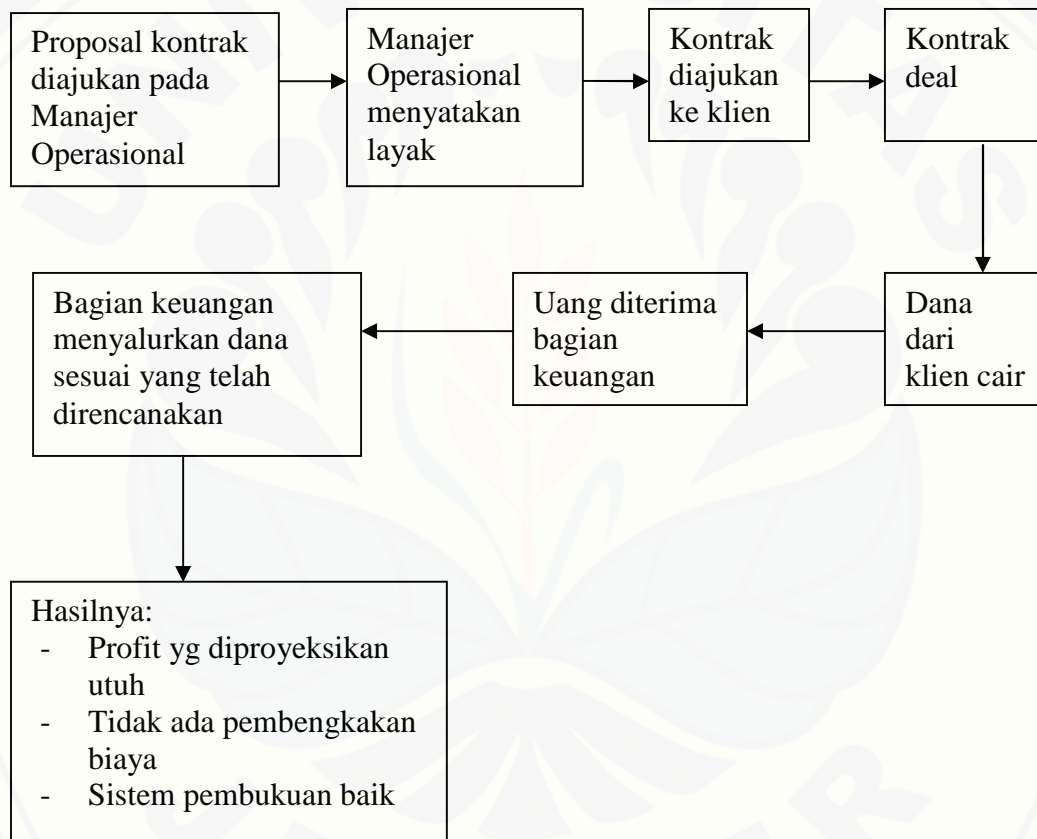 Proposal kontrak
diajukan pada
Manajer
Operasional
Manajer
Operasional
menyatakan
layak
Kontrak
diajukan
ke klien
Kontrak
deal
Dana
dari
klien cair
Uang diterima
bagian
keuangan
Bagian keuangan
menyalurkan dana
sesuai yang telah
direncanakan
Hasilnya:
- Profit yg diproyeksikan
utuh
- Tidak ada pembengkakan
biaya
- Sistem pembukuan baik